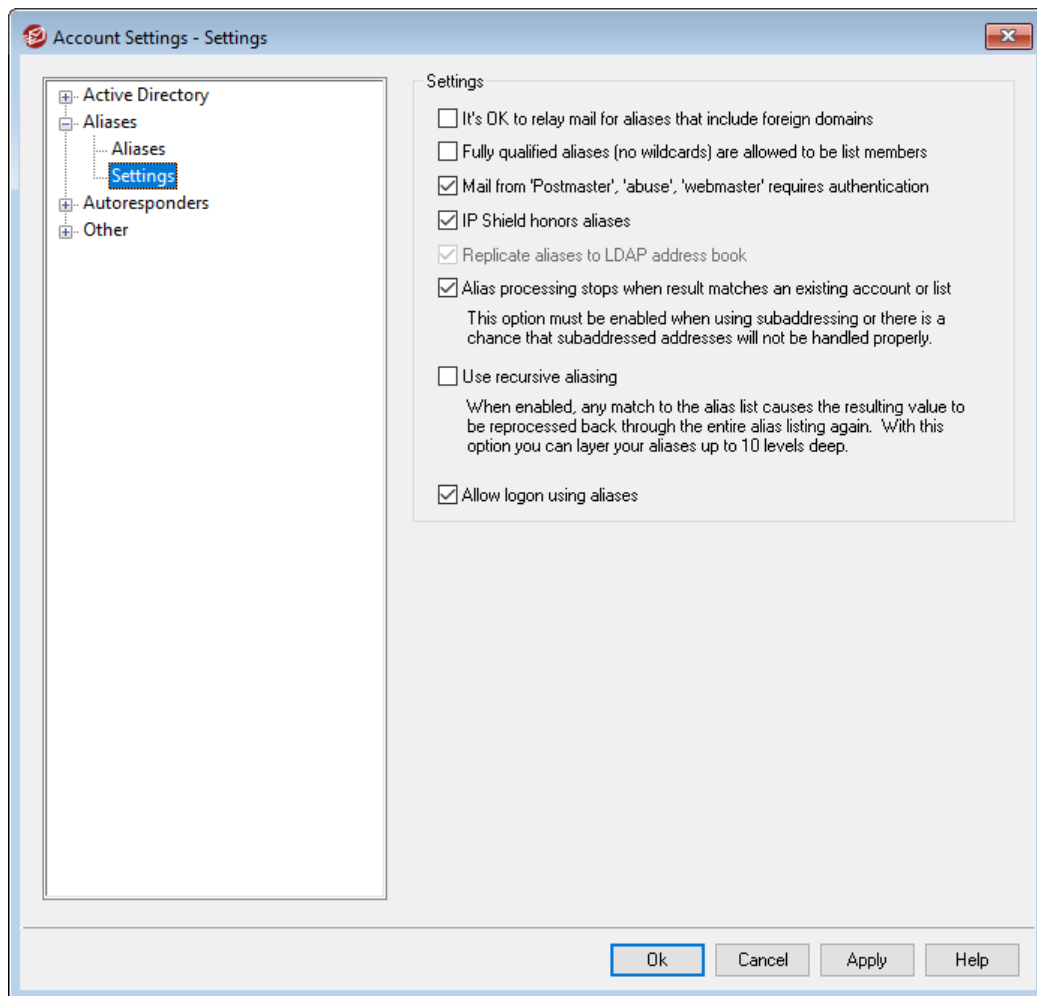 Account Settings - Settings
Active Directory
Aliases
Aliases
Settings
Autoresponders
Other
Settings
It's OK to relay mail for aliases that include foreign domains
Fully qualified aliases (no wildcards) are allowed to be list members
Mail from 'Postmaster', 'abuse', 'webmaster' requires authentication
IP Shield honors aliases
Replicate aliases to LDAP address book
Alias processing stops when result matches an existing account or list
This option must be enabled when using subaddressing or there is a
chance that subaddressed addresses will not be handled properly.
Use recursive aliasing
When enabled, any match to the alias list causes the resulting value to
be reprocessed back through the entire alias listing again. With this
option you can layer your aliases up to 10 levels deep.
Allow logon using aliases
Ok Cancel Apply Help